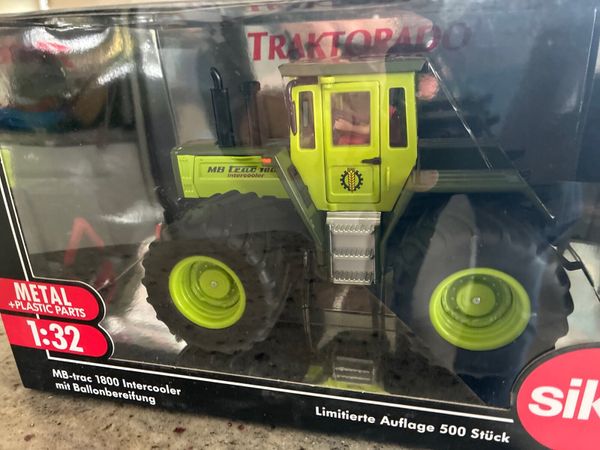 TRAKTORADO
MB trac 1800
intercooler
METAL
+PLASTIC PARTS
1:32
MB-trac 1800 Intercooler
mit Ballonbereifung
Limitierte Auflage 500 Stück
sik